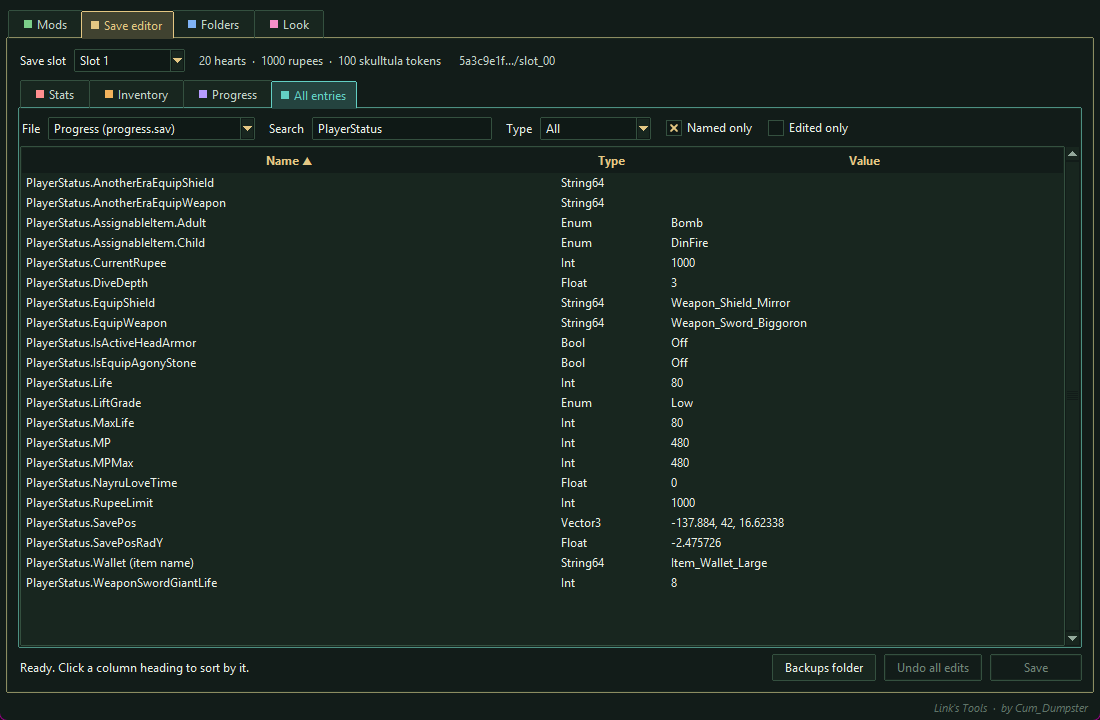 Mods Save editor Folders Look
Save slot Slot 1 20 hearts · 1000 rupees · 100 skulltula tokens 5a3c9e1f.../slot_00
Stats Inventory Progress All entries
File Progress (progress.sav) Search PlayerStatus Type All Named only Edited only
Name ▲ Type Value
PlayerStatus.AnotherEraEquipShield String64
PlayerStatus.AnotherEraEquipWeapon String64
PlayerStatus.AssignableItem.Adult Enum Bomb
PlayerStatus.AssignableItem.Child Enum DinFire
PlayerStatus.CurrentRupee Int 1000
PlayerStatus.DiveDepth Float 3
PlayerStatus.EquipShield String64 Weapon_Shield_Mirror
PlayerStatus.EquipWeapon String64 Weapon_Sword_Biggoron
PlayerStatus.IsActiveHeadArmor Bool Off
PlayerStatus.IsEquipAgonyStone Bool Off
PlayerStatus.Life Int 80
PlayerStatus.LiftGrade Enum Low
PlayerStatus.MaxLife Int 80
PlayerStatus.MP Int 480
PlayerStatus.MPMax Int 480
PlayerStatus.NayruLoveTime Float 0
PlayerStatus.RupeeLimit Int 1000
PlayerStatus.SavePos Vector3 -137.884, 42, 16.62338
PlayerStatus.SavePosRadY Float -2.475726
PlayerStatus.Wallet (item name) String64 Item_Wallet_Large
PlayerStatus.WeaponSwordGiantLife Int 8
Ready. Click a column heading to sort by it. Backups folder Undo all edits Save
Link's Tools · by Cum_Dumpster